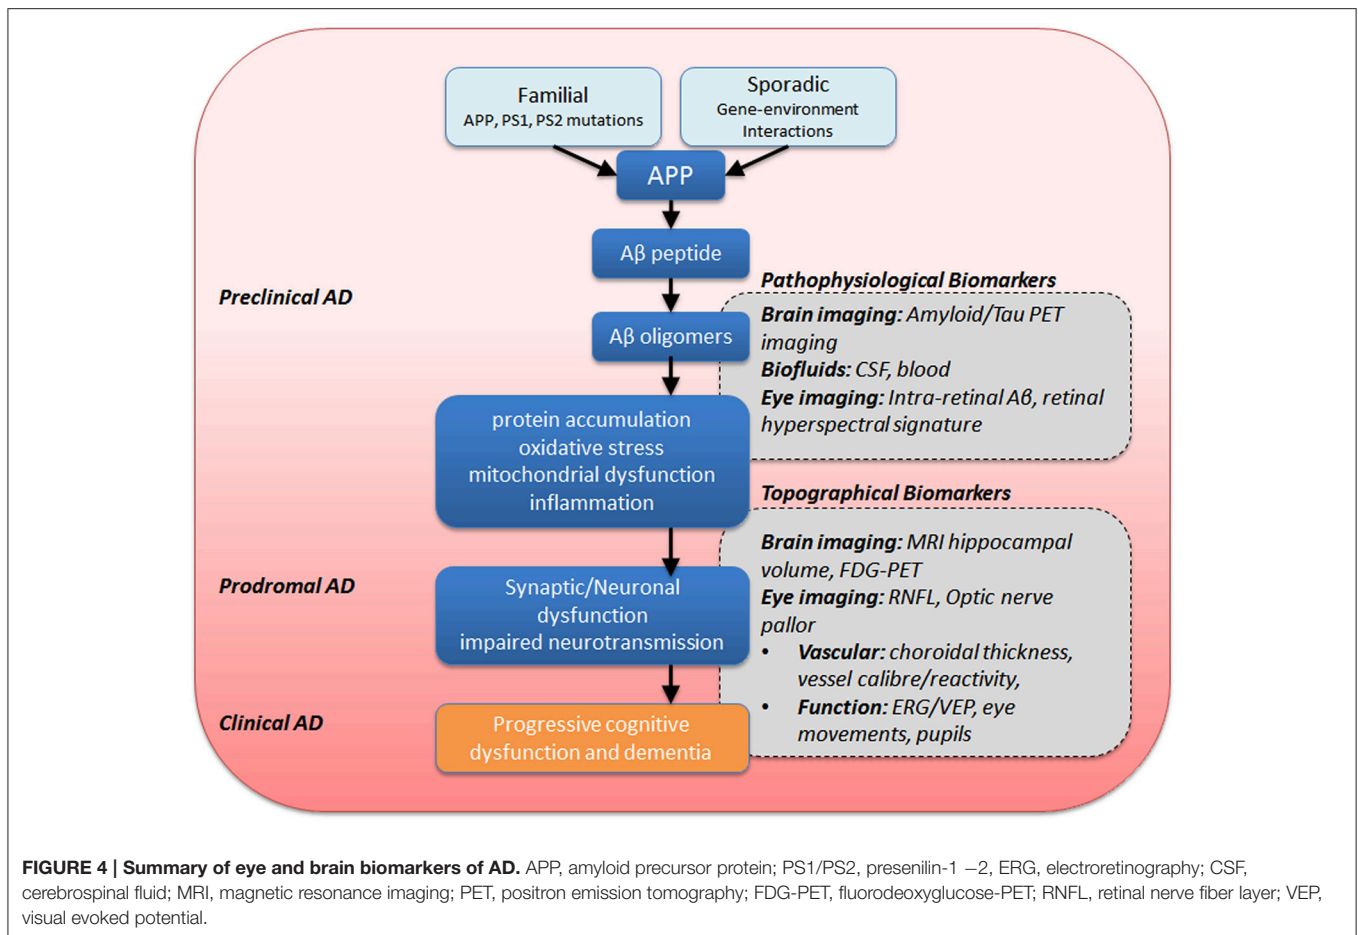 Familial
APP, PS1, PS2 mutations
Sporadic
Gene-environment
Interactions
APP
Aβ peptide
Preclinical AD
Aβ oligomers
Pathophysiological Biomarkers
Brain imaging: Amyloid/Tau PET
imaging
Biofluids: CSF, blood
Eye imaging: Intra-retinal Aβ, retinal
hyperspectral signature
protein accumulation
oxidative stress
mitochondrial dysfunction
inflammation
Topographical Biomarkers
Brain imaging: MRI hippocampal
volume, FDG-PET
Eye imaging: RNFL, Optic nerve
pallor
• Vascular: choroidal thickness,
vessel calibre/reactivity,
• Function: ERG/VEP, eye
movements, pupils
Prodromal AD
Synaptic/Neuronal
dysfunction
impaired neurotransmission
Clinical AD
Progressive cognitive
dysfunction and dementia
FIGURE 4 | Summary of eye and brain biomarkers of AD. APP, amyloid precursor protein; PS1/PS2, presenilin-1 −2, ERG, electroretinography; CSF,
cerebrospinal fluid; MRI, magnetic resonance imaging; PET, positron emission tomography; FDG-PET, fluorodeoxyglucose-PET; RNFL, retinal nerve fiber layer; VEP,
visual evoked potential.